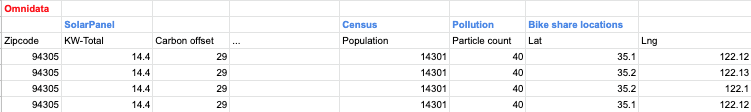 Omnidata
SolarPanel Census Pollution Bike share locations
Zipcode KW-Total Carbon offset ... Population Particle count Lat Lng
94305 14.4 29 14301 40 35.1 122.12
94305 14.4 29 14301 40 35.2 122.13
94305 14.4 29 14301 40 35.2 122.1
94305 14.4 29 14301 40 35.1 122.12